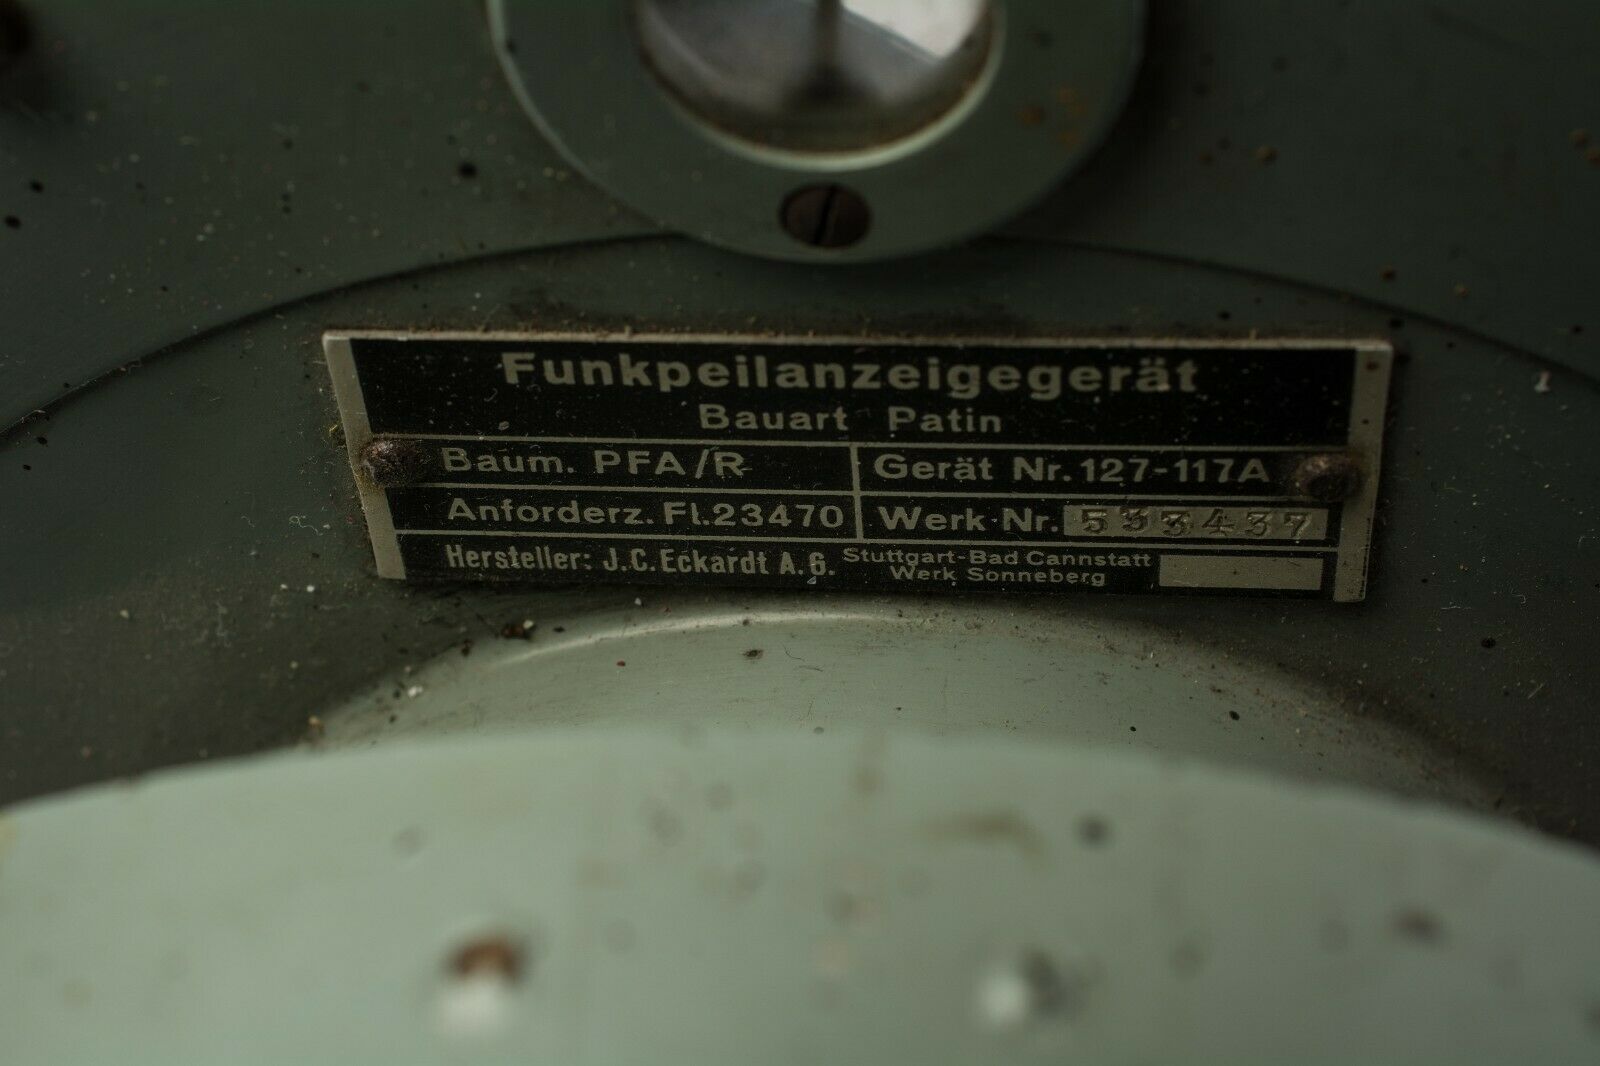 Funkpeilanzeigegerät
Bauart Patin
Baum. PFA/R Gerät Nr. 127-117A
Anforderz. Fl.23470 Werk-Nr. 533437
Hersteller: J.C. Eckardt A.G. Stuttgart-Bad Cannstatt
Werk Sonneberg